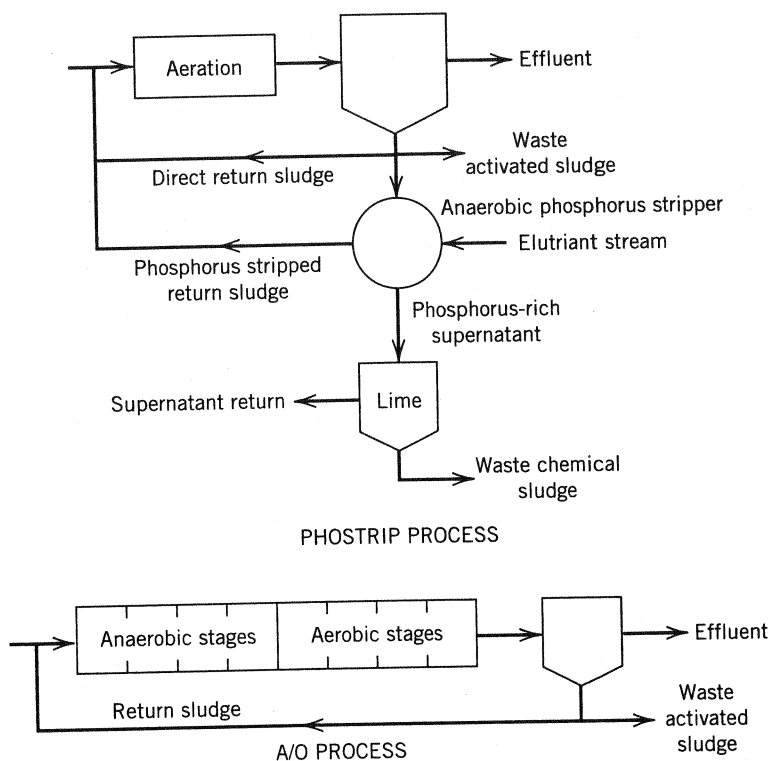 Aeration
Effluent
Waste
activated sludge
Direct return sludge
Anaerobic phosphorus stripper
Elutriant stream
Phosphorus stripped
return sludge
Phosphorus-rich
supernatant
Supernatant return
Lime
Waste chemical
sludge
PHOSTRIP PROCESS
Anaerobic stages
Aerobic stages
Effluent
Return sludge
Waste
activated
sludge
A/O PROCESS